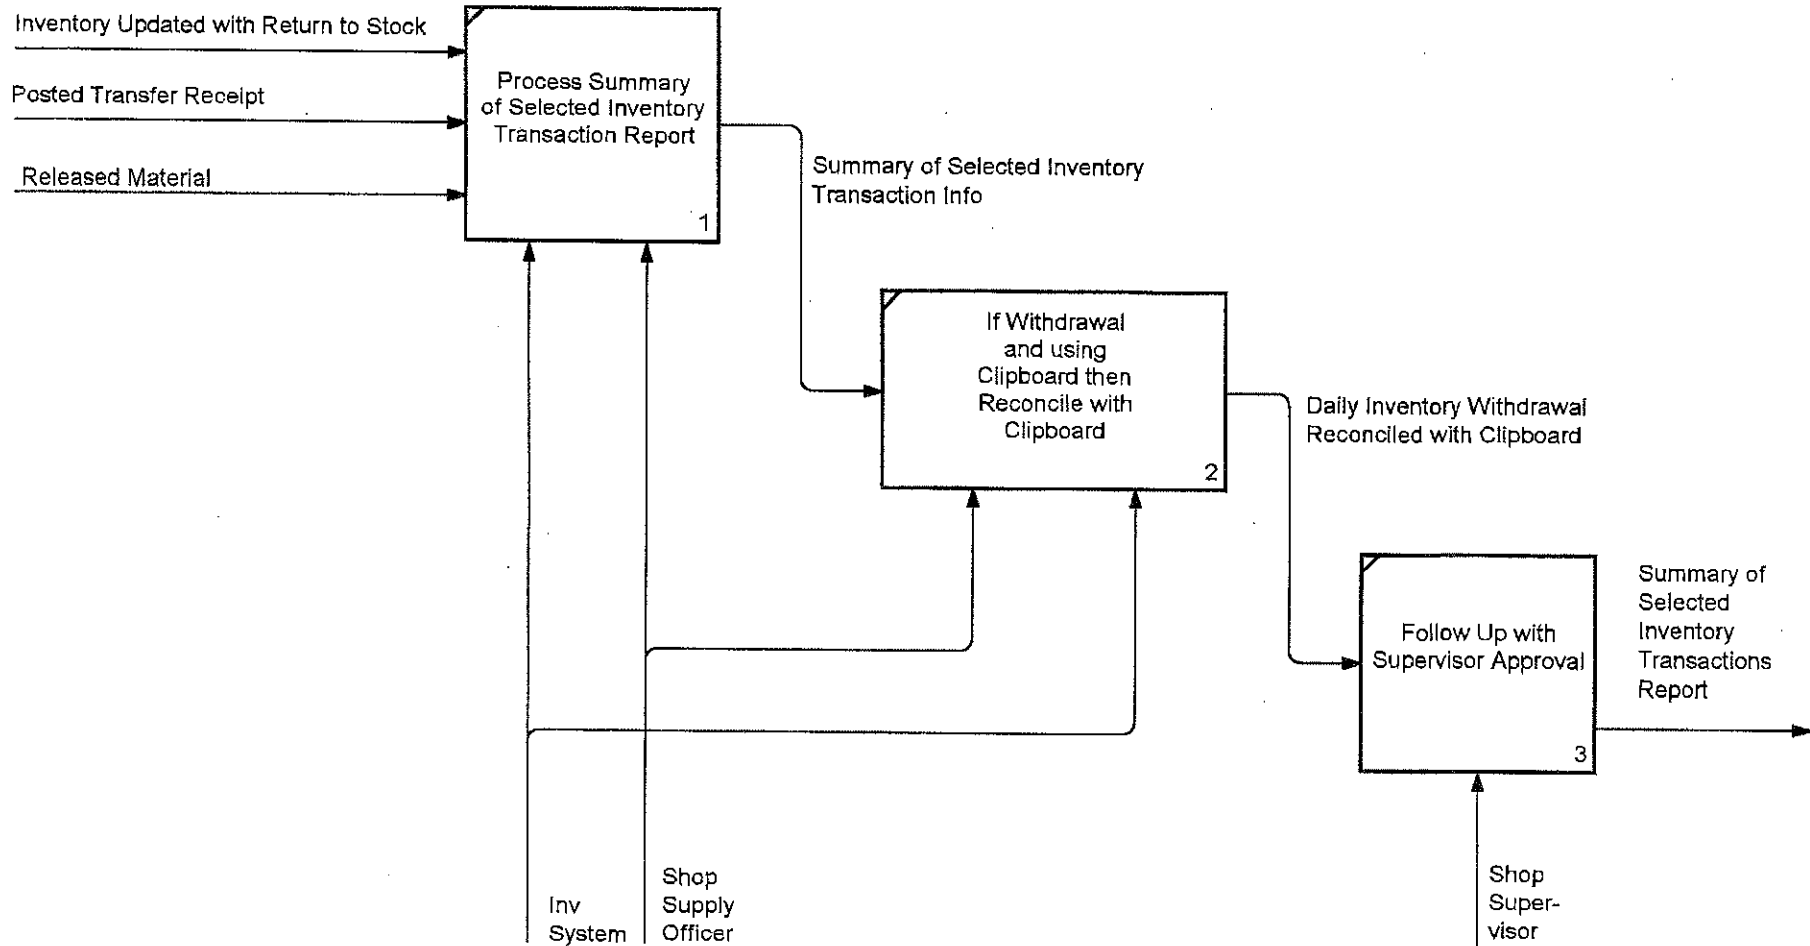 Inventory Updated with Return to Stock
Posted Transfer Receipt
Released Material
Process Summary
of Selected Inventory
Transaction Report
1
Summary of Selected Inventory
Transaction Info
If Withdrawal
and using
Clipboard then
Reconcile with
Clipboard
2
Daily Inventory Withdrawal
Reconciled with Clipboard
Follow Up with
Supervisor Approval
3
Summary of
Selected
Inventory
Transactions
Report
Inv
System
Shop
Supply
Officer
Shop
Super-
visor